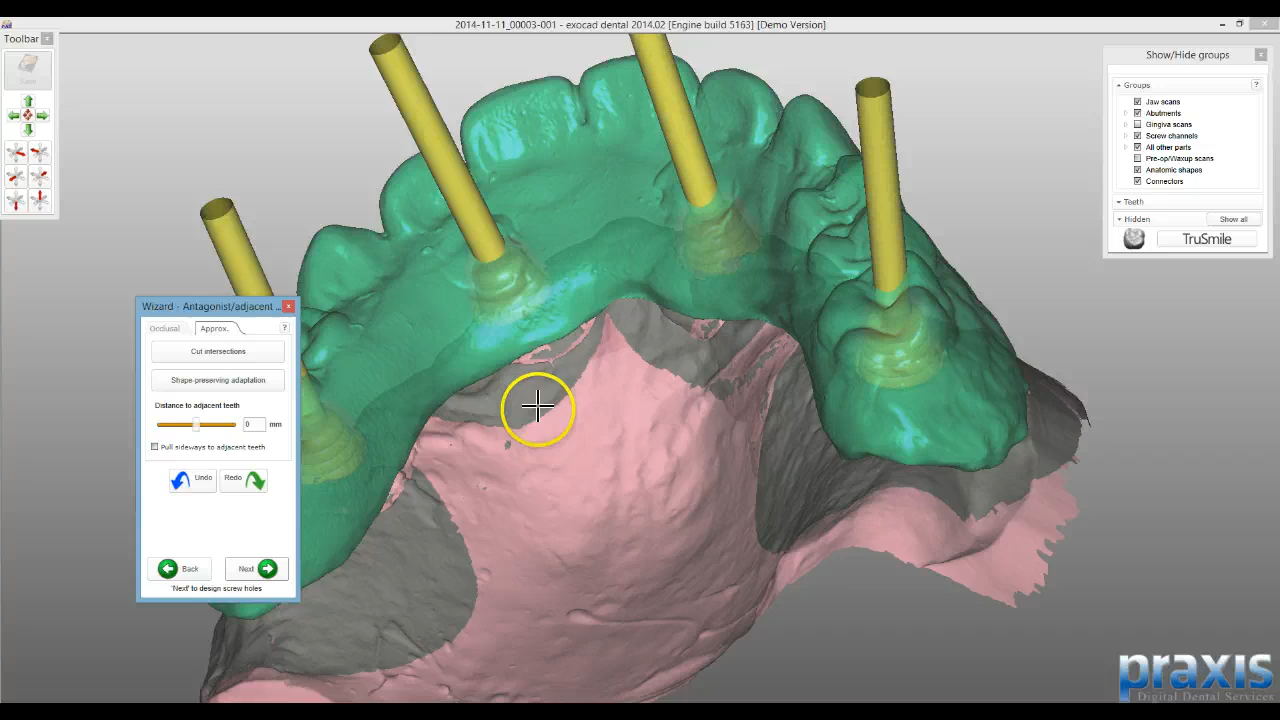 2014-11-11_00003-001 - exocad dental 2014.02 [Engine build 5163] [Demo Version]
Toolbar
Show/Hide groups
Groups
?
Jaw scans
Abutments
Gingiva scans
Screw channels
All other parts
Pre-op/Waxup scans
Anatomic shapes
Connectors
Teeth
Hidden
Show all
TruSmile
Wizard - Antagonist/adjacent ...
Occlusal
Approx.
?
Cut intersections
Shape-preserving adaptation
Distance to adjacent teeth
0 mm
Pull sideways to adjacent teeth
Undo
Redo
Back
Next
'Next' to design screw holes
praxis
Digital Dental Services